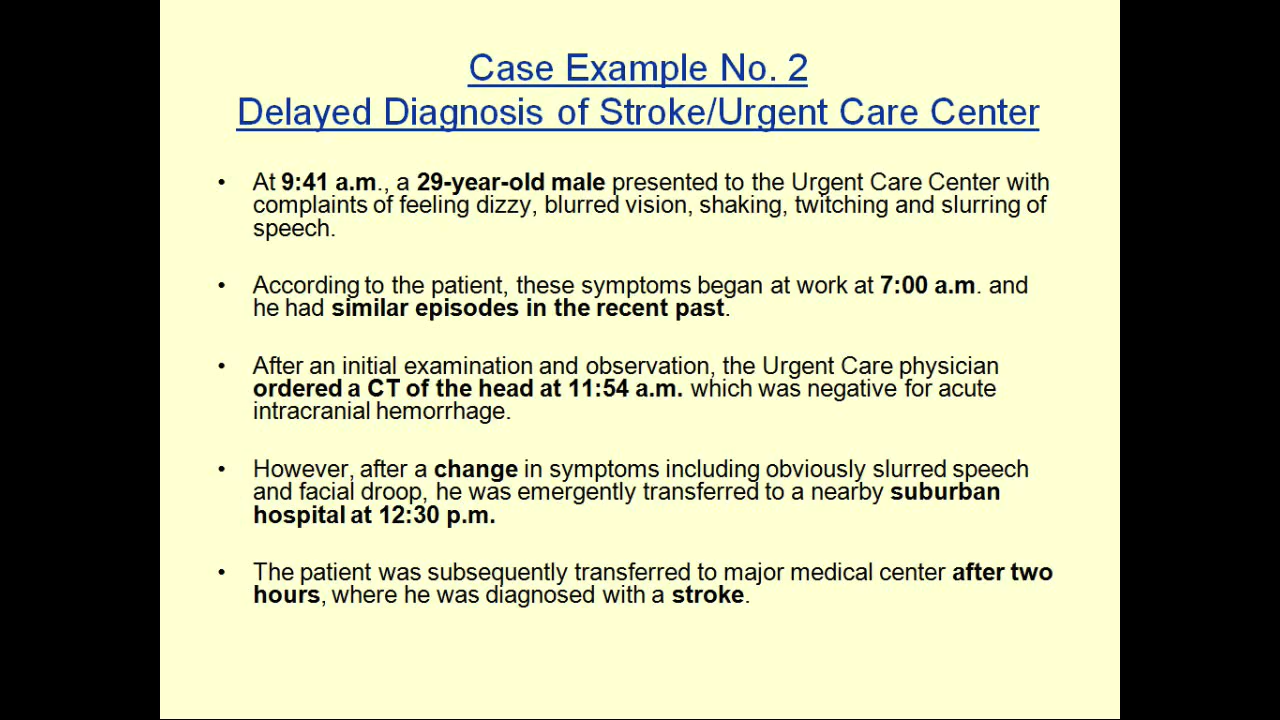 Case Example No. 2
Delayed Diagnosis of Stroke/Urgent Care Center
• At 9:41 a.m., a 29-year-old male presented to the Urgent Care Center with
complaints of feeling dizzy, blurred vision, shaking, twitching and slurring of
speech.
• According to the patient, these symptoms began at work at 7:00 a.m. and
he had similar episodes in the recent past.
• After an initial examination and observation, the Urgent Care physician
ordered a CT of the head at 11:54 a.m. which was negative for acute
intracranial hemorrhage.
• However, after a change in symptoms including obviously slurred speech
and facial droop, he was emergently transferred to a nearby suburban
hospital at 12:30 p.m.
• The patient was subsequently transferred to major medical center after two
hours, where he was diagnosed with a stroke.